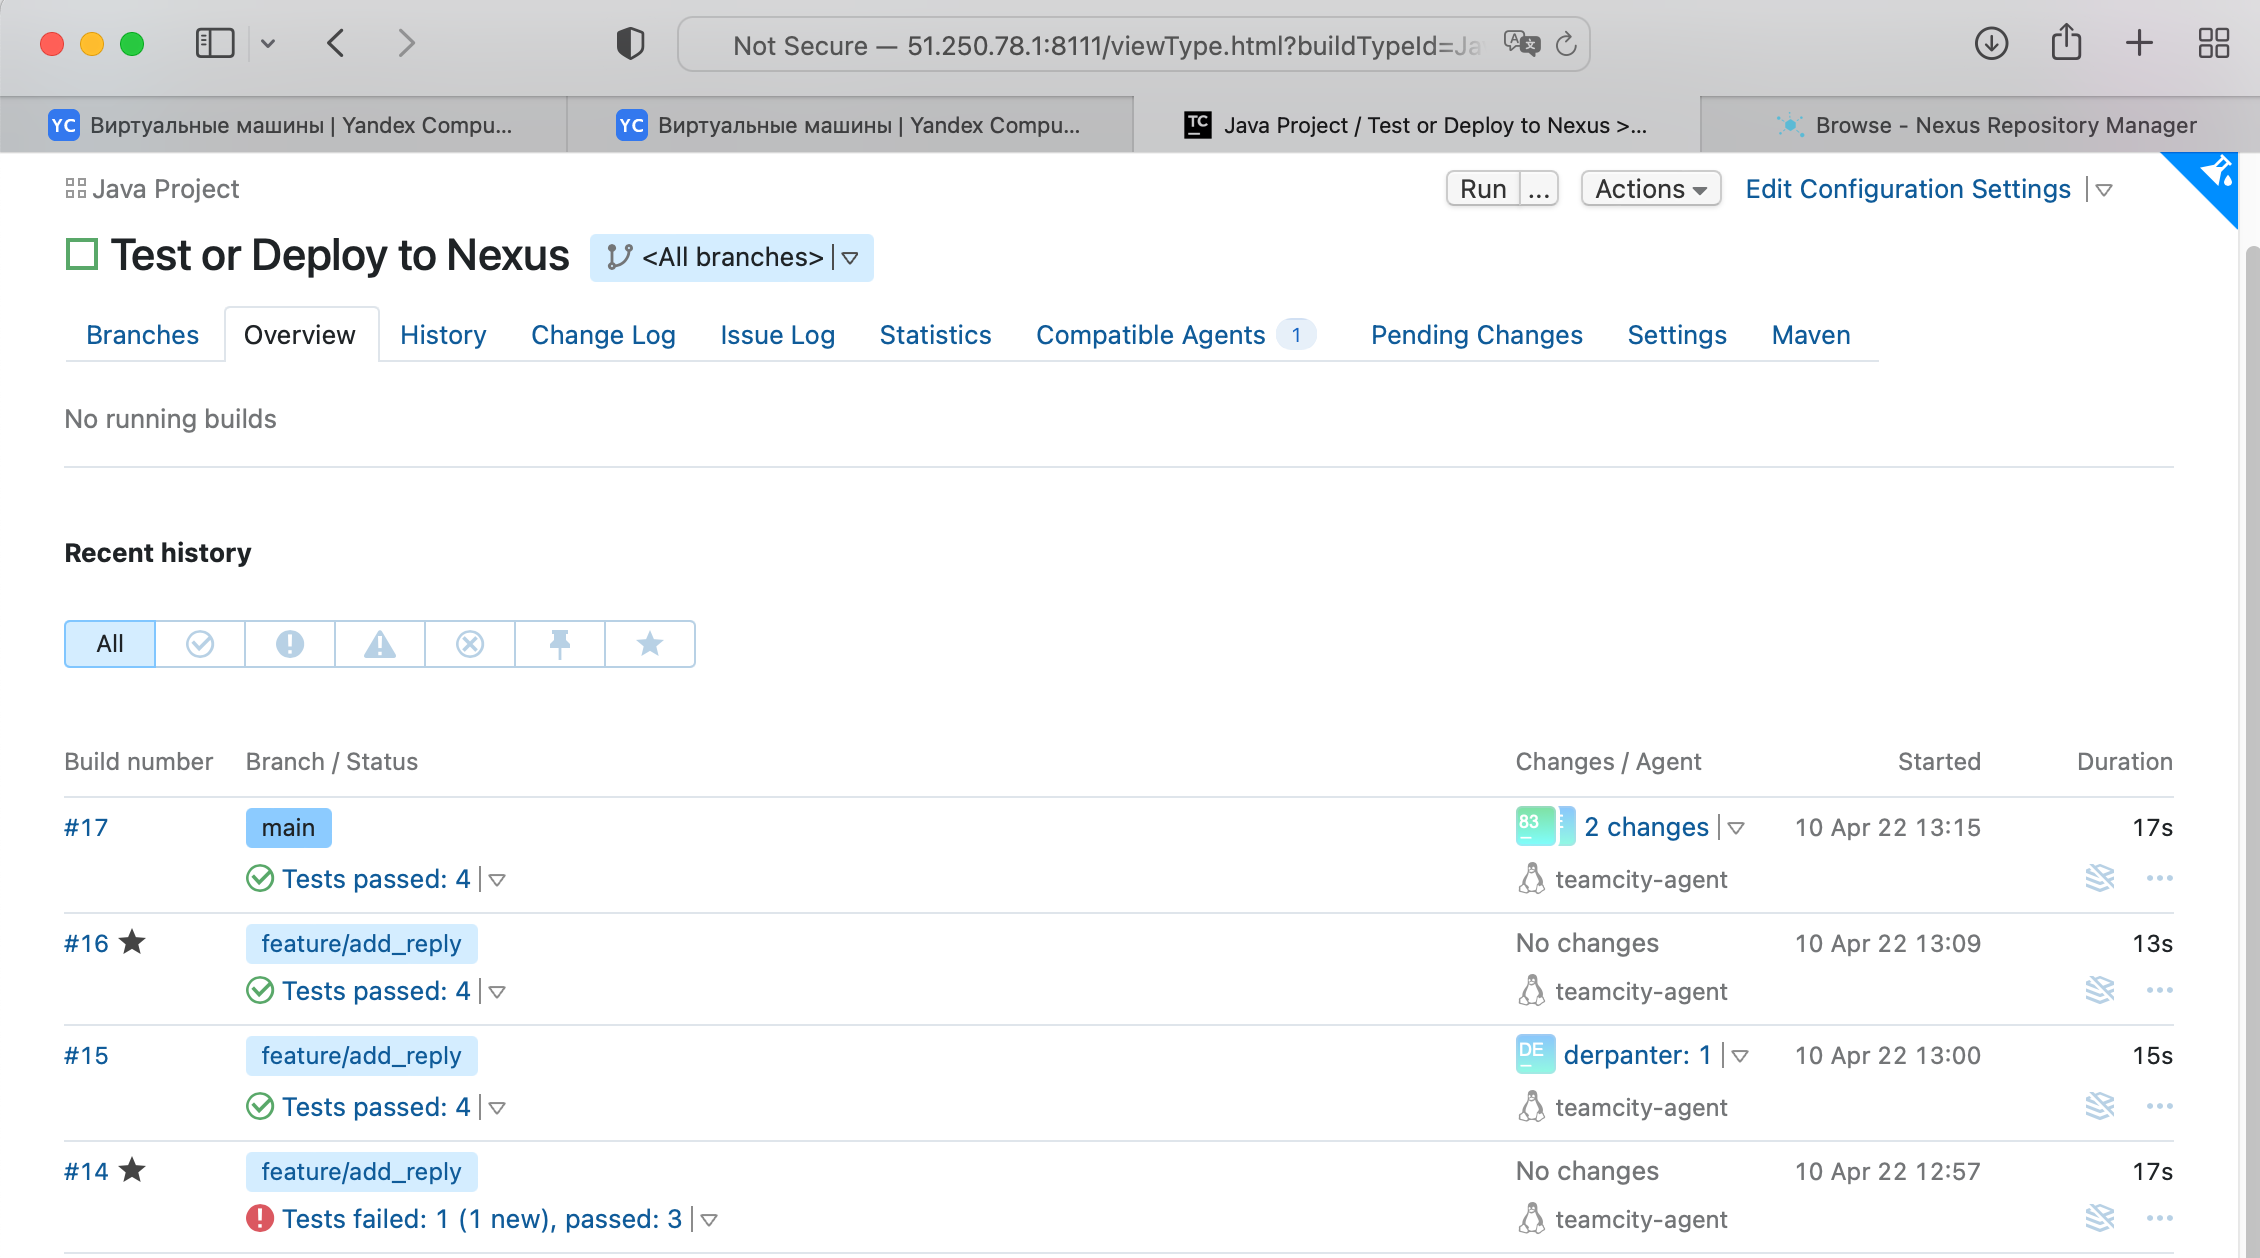 Not Secure — 51.250.78.1:8111/viewType.html?buildTypeId=Ja
YC Виртуальные машины | Yandex Compu...
YC Виртуальные машины | Yandex Compu...
TC Java Project / Test or Deploy to Nexus >...
Browse - Nexus Repository Manager
Java Project
Run ... Actions Edit Configuration Settings
Test or Deploy to Nexus <All branches>
Branches Overview History Change Log Issue Log Statistics Compatible Agents 1 Pending Changes Settings Maven
No running builds
Recent history
All
Build number Branch / Status Changes / Agent Started Duration
#17 main 83 2 changes 10 Apr 22 13:15 17s
Tests passed: 4 teamcity-agent ...
#16 feature/add_reply No changes 10 Apr 22 13:09 13s
Tests passed: 4 teamcity-agent ...
#15 feature/add_reply DE derpanter: 1 10 Apr 22 13:00 15s
Tests passed: 4 teamcity-agent ...
#14 feature/add_reply No changes 10 Apr 22 12:57 17s
Tests failed: 1 (1 new), passed: 3 teamcity-agent ...